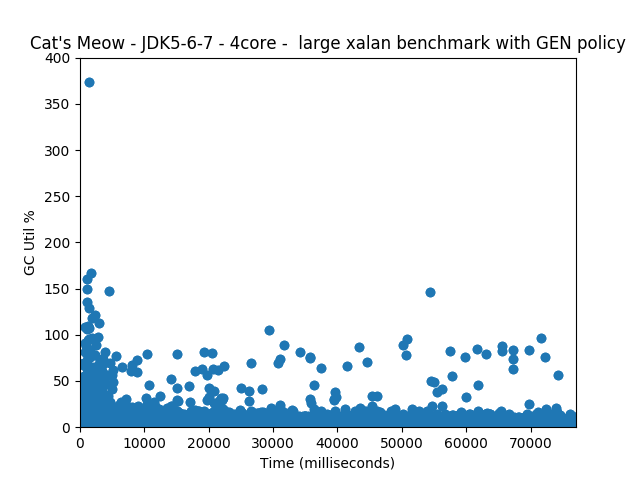 Cat's Meow - JDK5-6-7 - 4core -  large xalan benchmark with GEN policy
400
350
300
250
200
150
100
50
0
GC Util %
0 10000 20000 30000 40000 50000 60000 70000
Time (milliseconds)